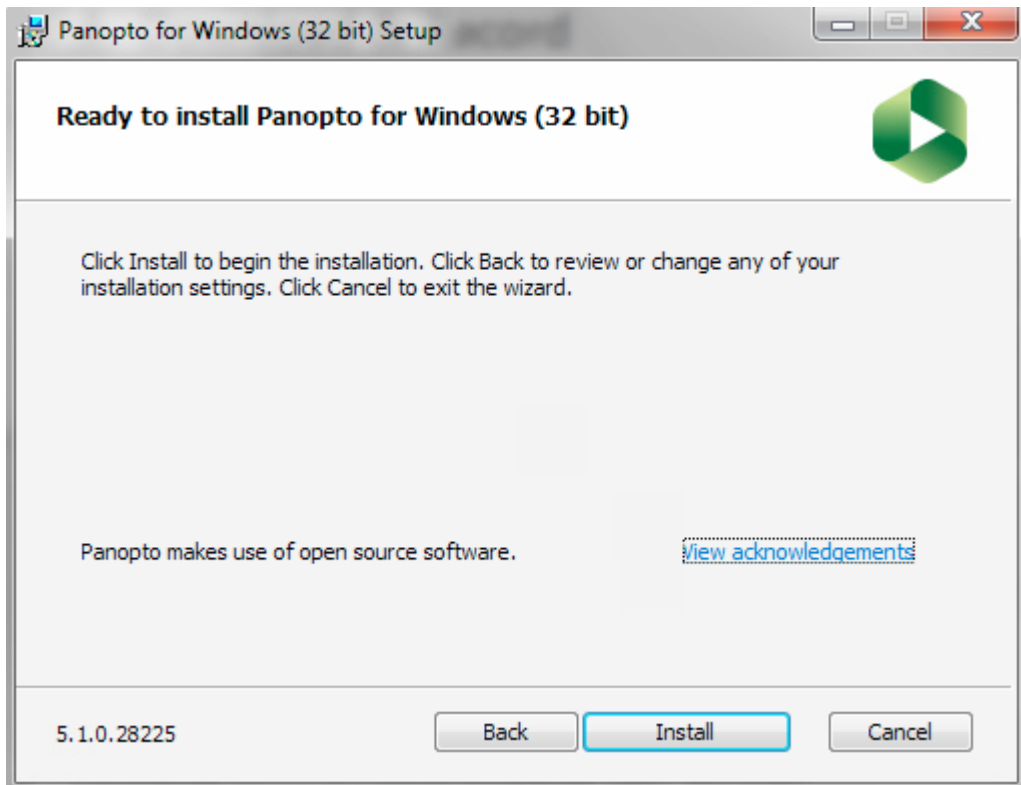 Panopto for Windows (32 bit) Setup
Ready to install Panopto for Windows (32 bit)
Click Install to begin the installation. Click Back to review or change any of your
installation settings. Click Cancel to exit the wizard.
Panopto makes use of open source software. View acknowledgements
5.1.0.28225 Back Install Cancel